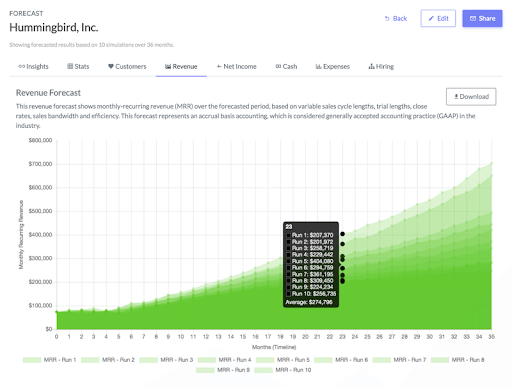 FORECAST
Hummingbird, Inc.
Back
Edit
Share
Showing forecasted results based on 10 simulations over 36 months.
Insights
Stats
Customers
Revenue
Net Income
Cash
Expenses
Hiring
Revenue Forecast
Download
This revenue forecast shows monthly-recurring revenue (MRR) over the forecasted period, based on variable sales cycle lengths, trial lengths, close
rates, sales bandwidth and efficiency. This forecast represents an accrual basis accounting, which is considered generally accepted accounting practice (GAAP) in the
industry.
Monthly Recurring Revenue
$800,000
$700,000
$600,000
$500,000
$400,000
$300,000
$200,000
$100,000
$0
23
Run 1: $207,370
Run 2: $201,972
Run 3: $258,719
Run 4: $229,442
Run 5: $404,080
Run 6: $294,759
Run 7: $361,195
Run 8: $309,450
Run 9: $224,234
Run 10: $256,735
Average: $274,796
0 1 2 3 4 5 6 7 8 9 10 11 12 13 14 15 16 17 18 19 20 21 22 23 24 25 26 27 28 29 30 31 32 33 34 35
Months (Timeline)
MRR - Run 1 MRR - Run 2 MRR - Run 3 MRR - Run 4 MRR - Run 5 MRR - Run 6 MRR - Run 7 MRR - Run 8
MRR - Run 9 MRR - Run 10